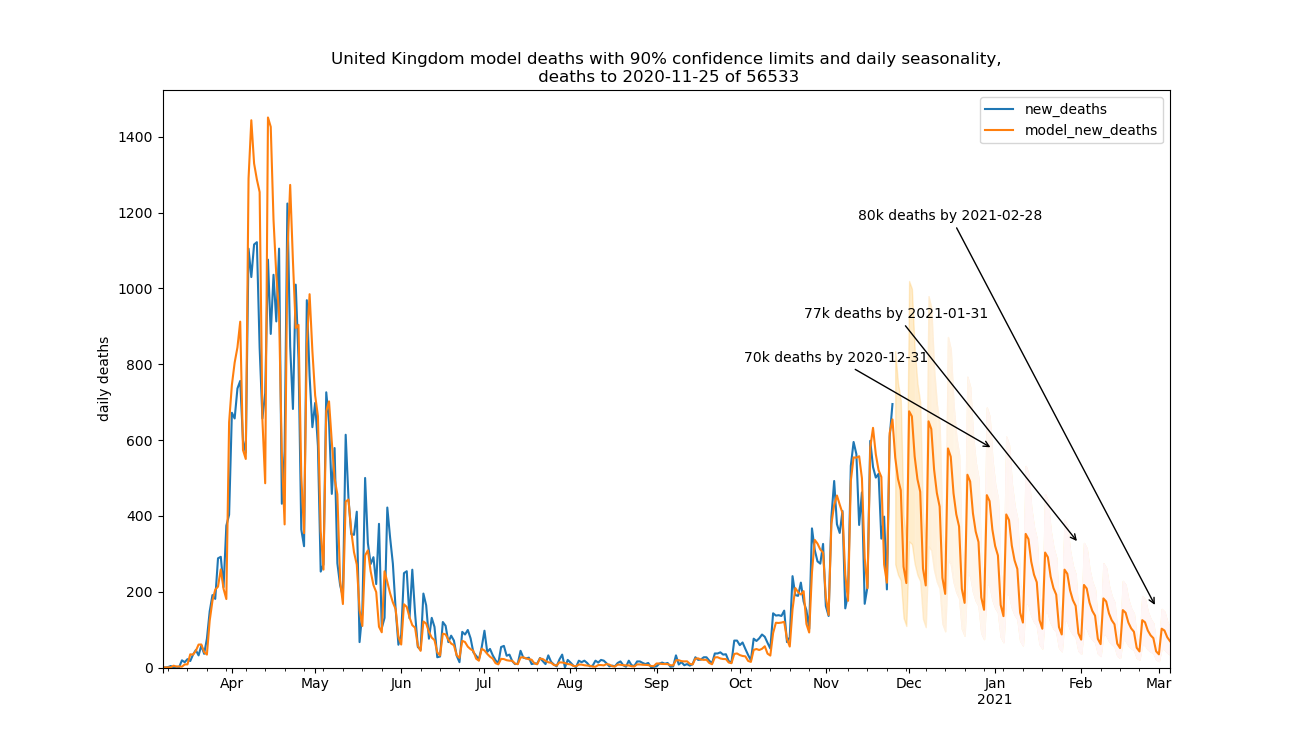 United Kingdom model deaths with 90% confidence limits and daily seasonality,
deaths to 2020-11-25 of 56533
new_deaths
model_new_deaths
daily deaths
1400
1200
1000
800
600
400
200
0
80k deaths by 2021-02-28
77k deaths by 2021-01-31
70k deaths by 2020-12-31
Apr May Jun Jul Aug Sep Oct Nov Dec Jan Feb Mar
2021